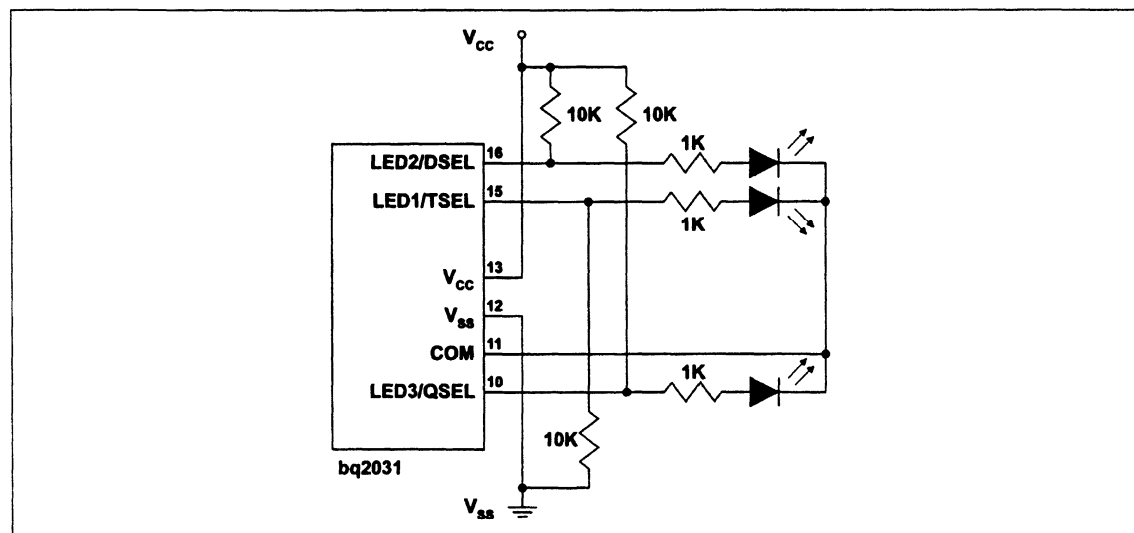 VCC
10K 10K
1K
LED2/DSEL 16
LED1/TSEL 15
1K
VCC 13
VSS 12
COM 11
1K
LED3/QSEL 10
10K
bq2031
VSS